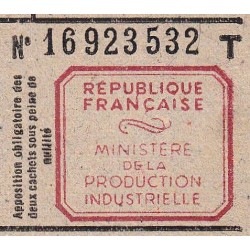 N° 16923532 T
RÉPUBLIQUE
FRANÇAISE
MINISTÈRE
DE LA
PRODUCTION
INDUSTRIELLE
Apposition obligatoire des
deux cachets sous peine de
nullité